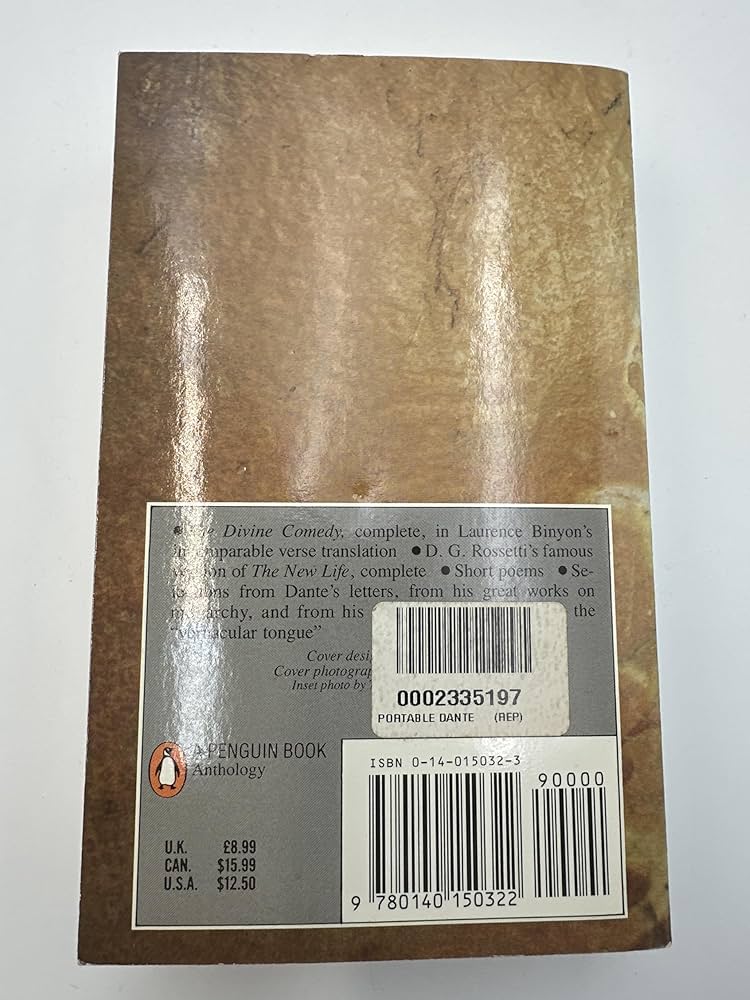 Divine Comedy, complete, in Laurence Binyon's
verse translation ● D. G. Rossetti's famous
of The New Life, complete ● Short poems ● Se-
from Dante's letters, from his great works on
and from his the
tongue"
Cover
Cover
Inset photo by
0002335197
PORTABLE DANTE (REP)
A PENGUIN BOOK
Anthology
ISBN 0-14-015032-3
90000
U.K. £8.99
CAN. $15.99
U.S.A. $12.50
9 780140 150322